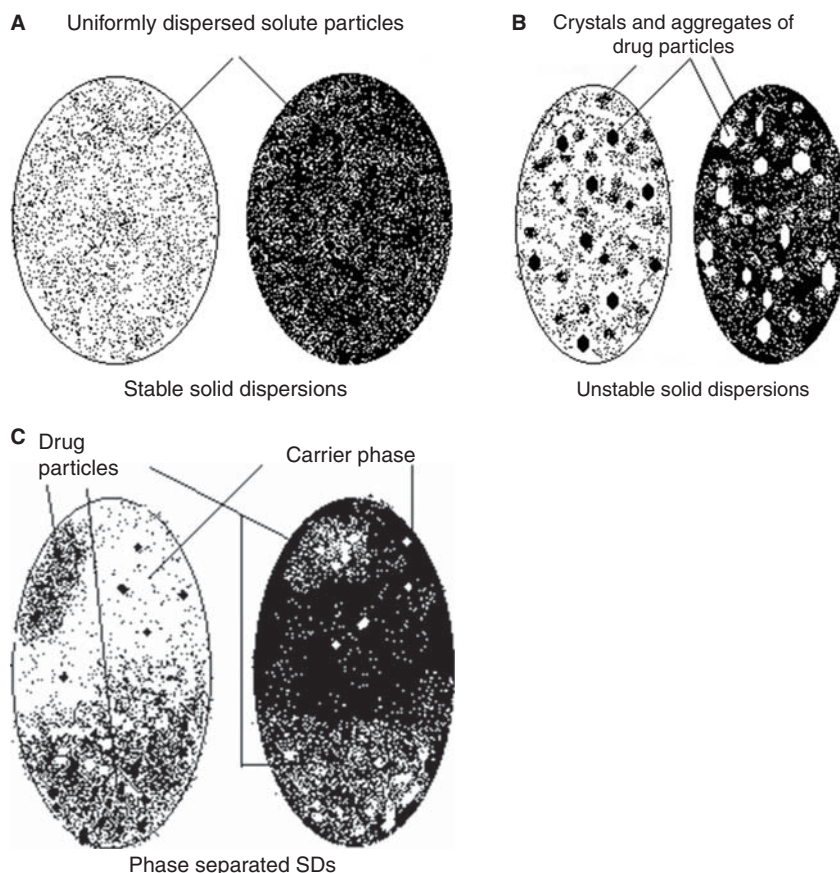 A
Uniformly dispersed solute particles
Stable solid dispersions
B
Crystals and aggregates of
drug particles
Unstable solid dispersions
C
Drug
particles
Carrier phase
Phase separated SDs